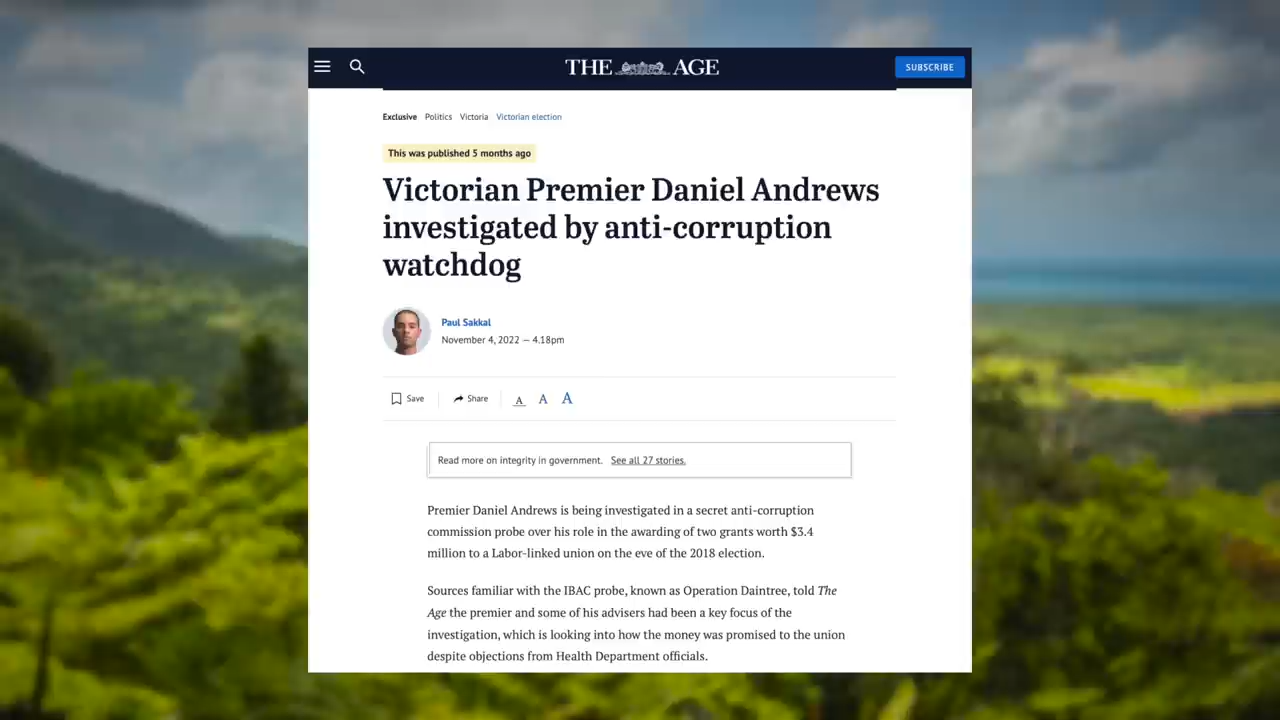 THE AGE
SUBSCRIBE
Exclusive Politics Victoria Victorian election
This was published 5 months ago
Victorian Premier Daniel Andrews
investigated by anti-corruption
watchdog
Paul Sakkal
November 4, 2022 — 4.18pm
Save Share A A A
Read more on integrity in government. See all 27 stories.
Premier Daniel Andrews is being investigated in a secret anti-corruption
commission probe over his role in the awarding of two grants worth $3.4
million to a Labor-linked union on the eve of the 2018 election.
Sources familiar with the IBAC probe, known as Operation Daintree, told The
Age the premier and some of his advisers had been a key focus of the
investigation, which is looking into how the money was promised to the union
despite objections from Health Department officials.